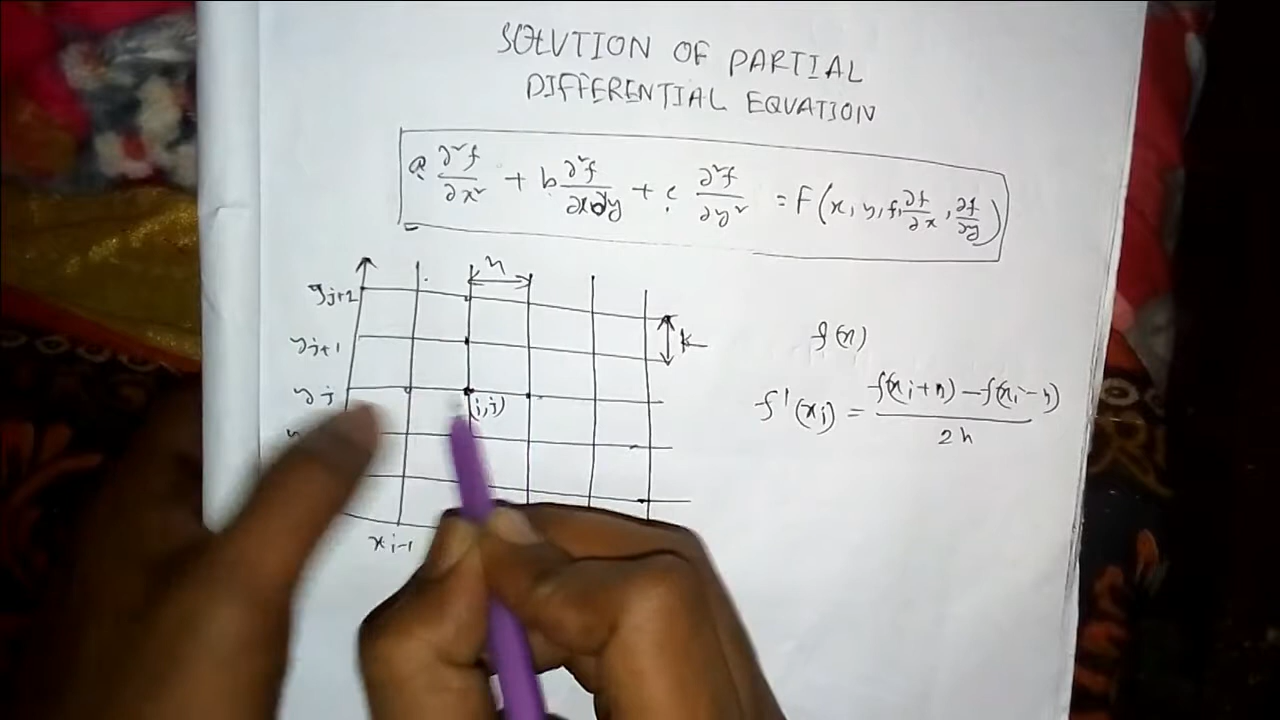 SOLUTION OF PARTIAL
DIFFERENTIAL EQUATION
a ∂²f/∂x² + b ∂²f/∂x∂y + c ∂²f/∂y² = F(x, y, f, ∂f/∂x, ∂f/∂y)
h
yj+2
k
yj+1
f(x)
yj
(i,j)
f'(xi) = f(xi+h) - f(xi-h) / 2h
xi-1